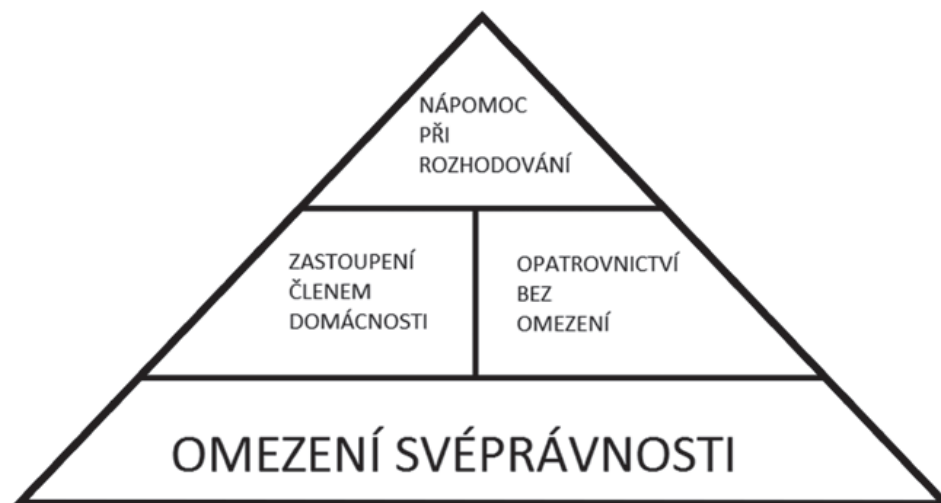 NÁPOMOC
PŘI
ROZHODOVÁNÍ
ZASTOUPENÍ
ČLENEM
DOMÁCNOSTI
OPATROVNICTVÍ
BEZ
OMEZENÍ
OMEZENÍ SVÉPRÁVNOSTI